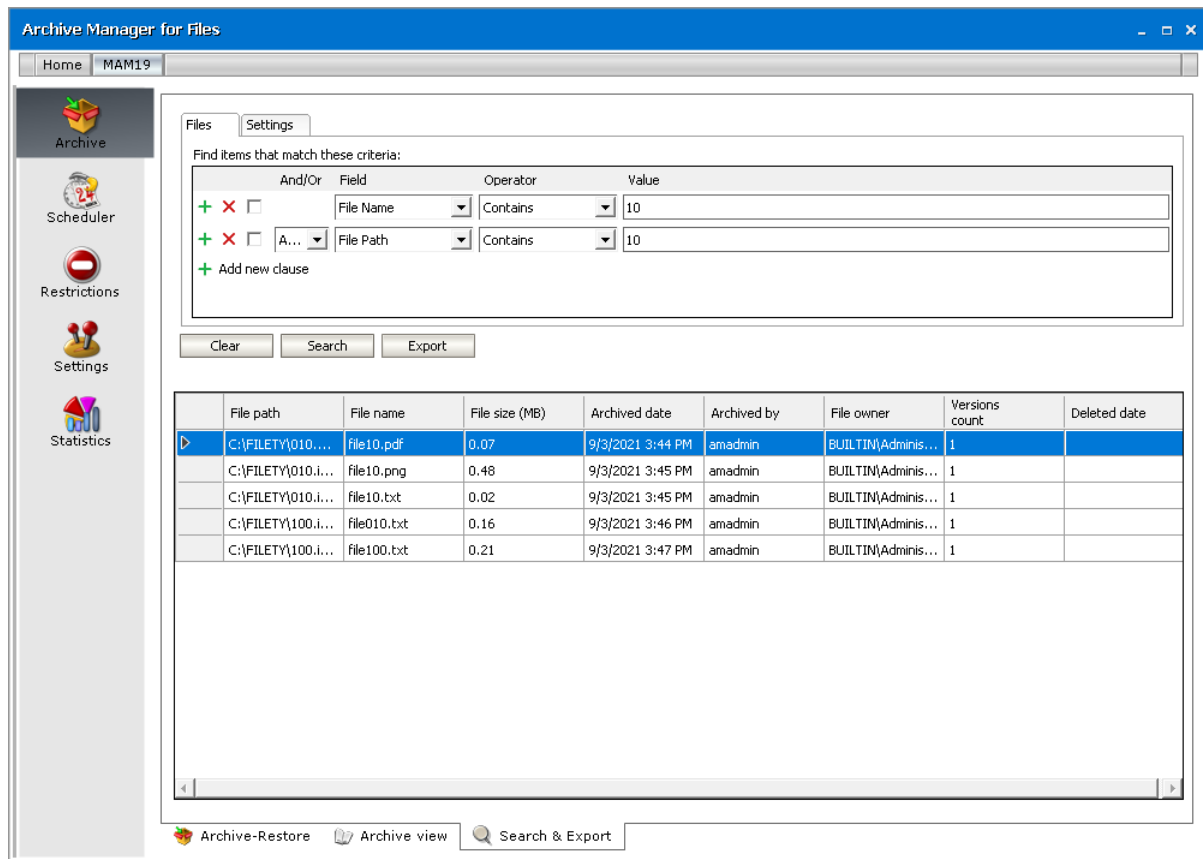 Archive Manager for Files
Home MAM19
Archive
Scheduler
Restrictions
Settings
Statistics
Files Settings
Find items that match these criteria:
And/Or Field Operator Value
File Name Contains 10
A... File Path Contains 10
Add new clause
Clear Search Export
File path File name File size (MB) Archived date Archived by File owner Versions count Deleted date
C:\FILETY\010.... file10.pdf 0.07 9/3/2021 3:44 PM amadmin BUILTIN\Adminis... 1
C:\FILETY\010.i... file10.png 0.48 9/3/2021 3:45 PM amadmin BUILTIN\Adminis... 1
C:\FILETY\010.i... file10.txt 0.02 9/3/2021 3:45 PM amadmin BUILTIN\Adminis... 1
C:\FILETY\100.i... file010.txt 0.16 9/3/2021 3:46 PM amadmin BUILTIN\Adminis... 1
C:\FILETY\100.i... file100.txt 0.21 9/3/2021 3:47 PM amadmin BUILTIN\Adminis... 1
Archive-Restore Archive view Search & Export